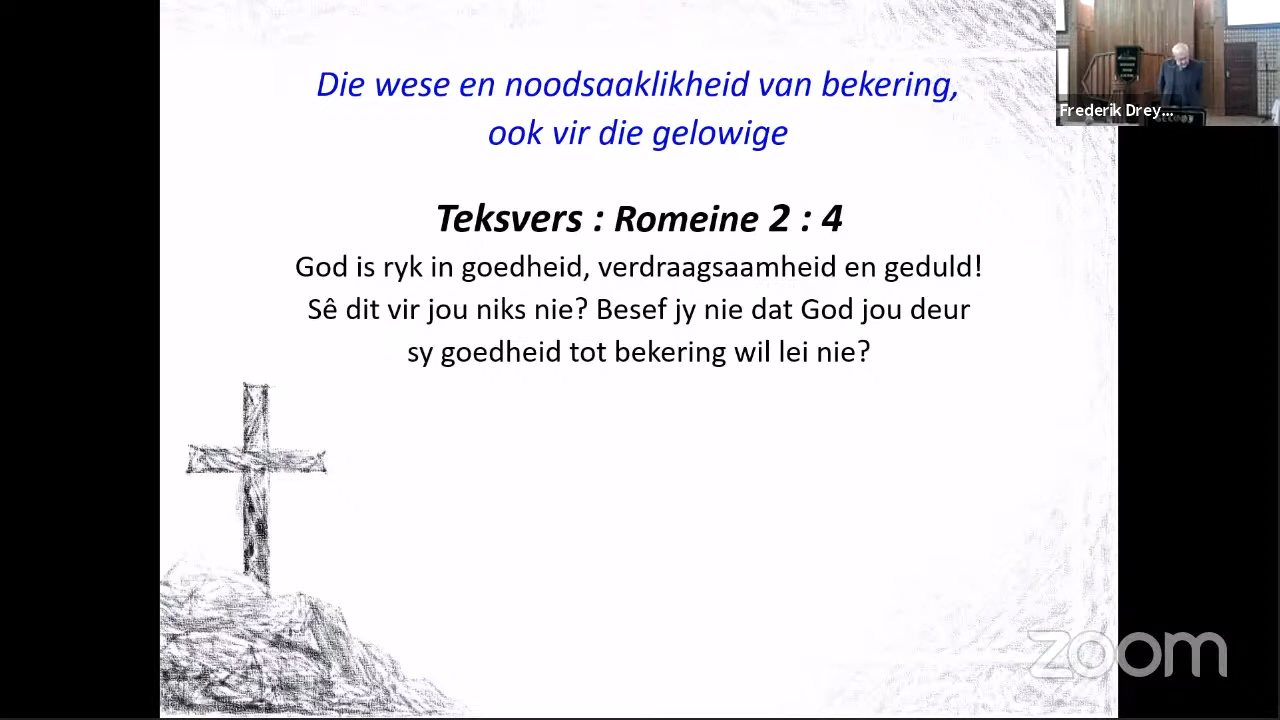 Die wese en noodsaaklikheid van bekering,
ook vir die gelowige
Teksvers : Romeine 2 : 4
God is ryk in goedheid, verdraagsaamheid en geduld!
Sê dit vir jou niks nie? Besef jy nie dat God jou deur
sy goedheid tot bekering wil lei nie?
Frederik Drey...
zoom